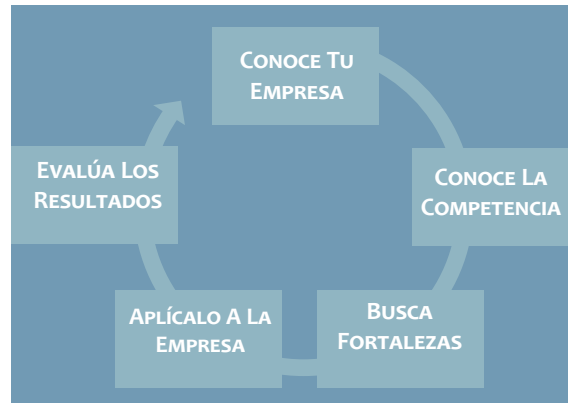 Conoce Tu
Empresa
Conoce La
Competencia
Busca
Fortalezas
Aplícalo A La
Empresa
Evalúa Los
Resultados